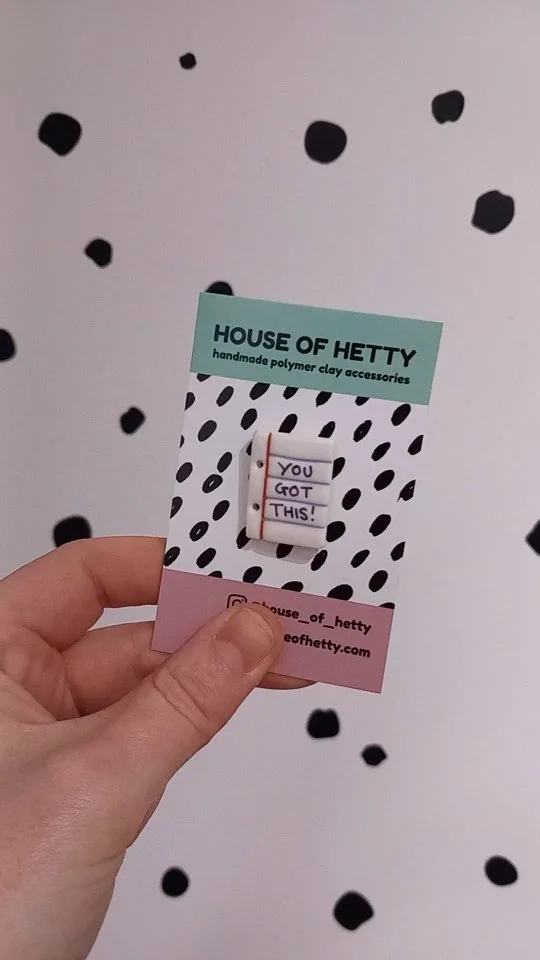 HOUSE OF HETTY
handmade polymer clay accessories
YOU
GOT
THIS!
@house_of_hetty
eofhetty.com